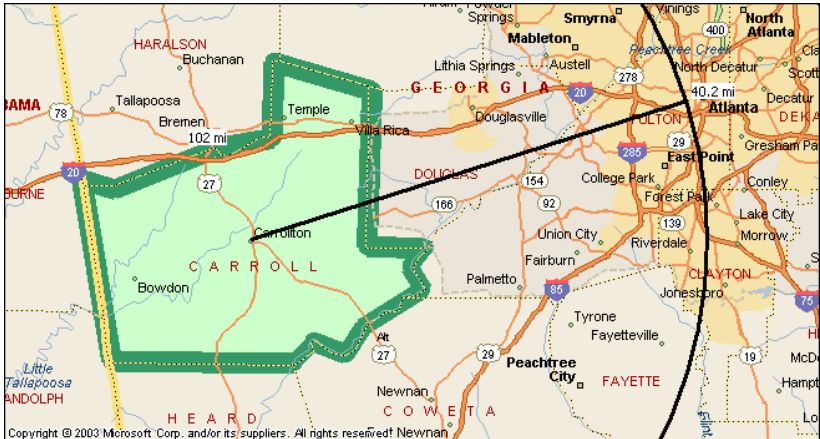 Hiram
Powder
Springs
Smyrna
Vinings
North
Atlanta
400
Mableton
HARALSON
Buchanan
Peachtree Creek
Austell
North Decatur
Lithia Springs
278
Scott
GEORGIA
20
40.2 mi
Decatur
Atlanta
BAMA
78
Tallapoosa
Temple
Douglasville
FULTON
DEKA
Bremen
Villa Rica
102 mi
29
Gresham Pa
285
East Point
20
DOUGLAS
College Park
Conley
BURNE
27
154
Forest Park
166
92
139
Lake City
Carrollton
Union City
Riverdale
Morrow
CARROLL
Fairburn
Bowdon
Palmetto
85
CLAYTON
Jonesboro
75
Tyrone
Alt
27
Fayetteville
29
19
Little
Tallapoosa
Peachtree
City
FAYETTE
McD
ANDOLPH
Newnan
Hampt
HEARD
COWETA
Flint
Lo
Copyright © 2003 Microsoft Corp. and/or its suppliers. All rights reserved.
Newnan